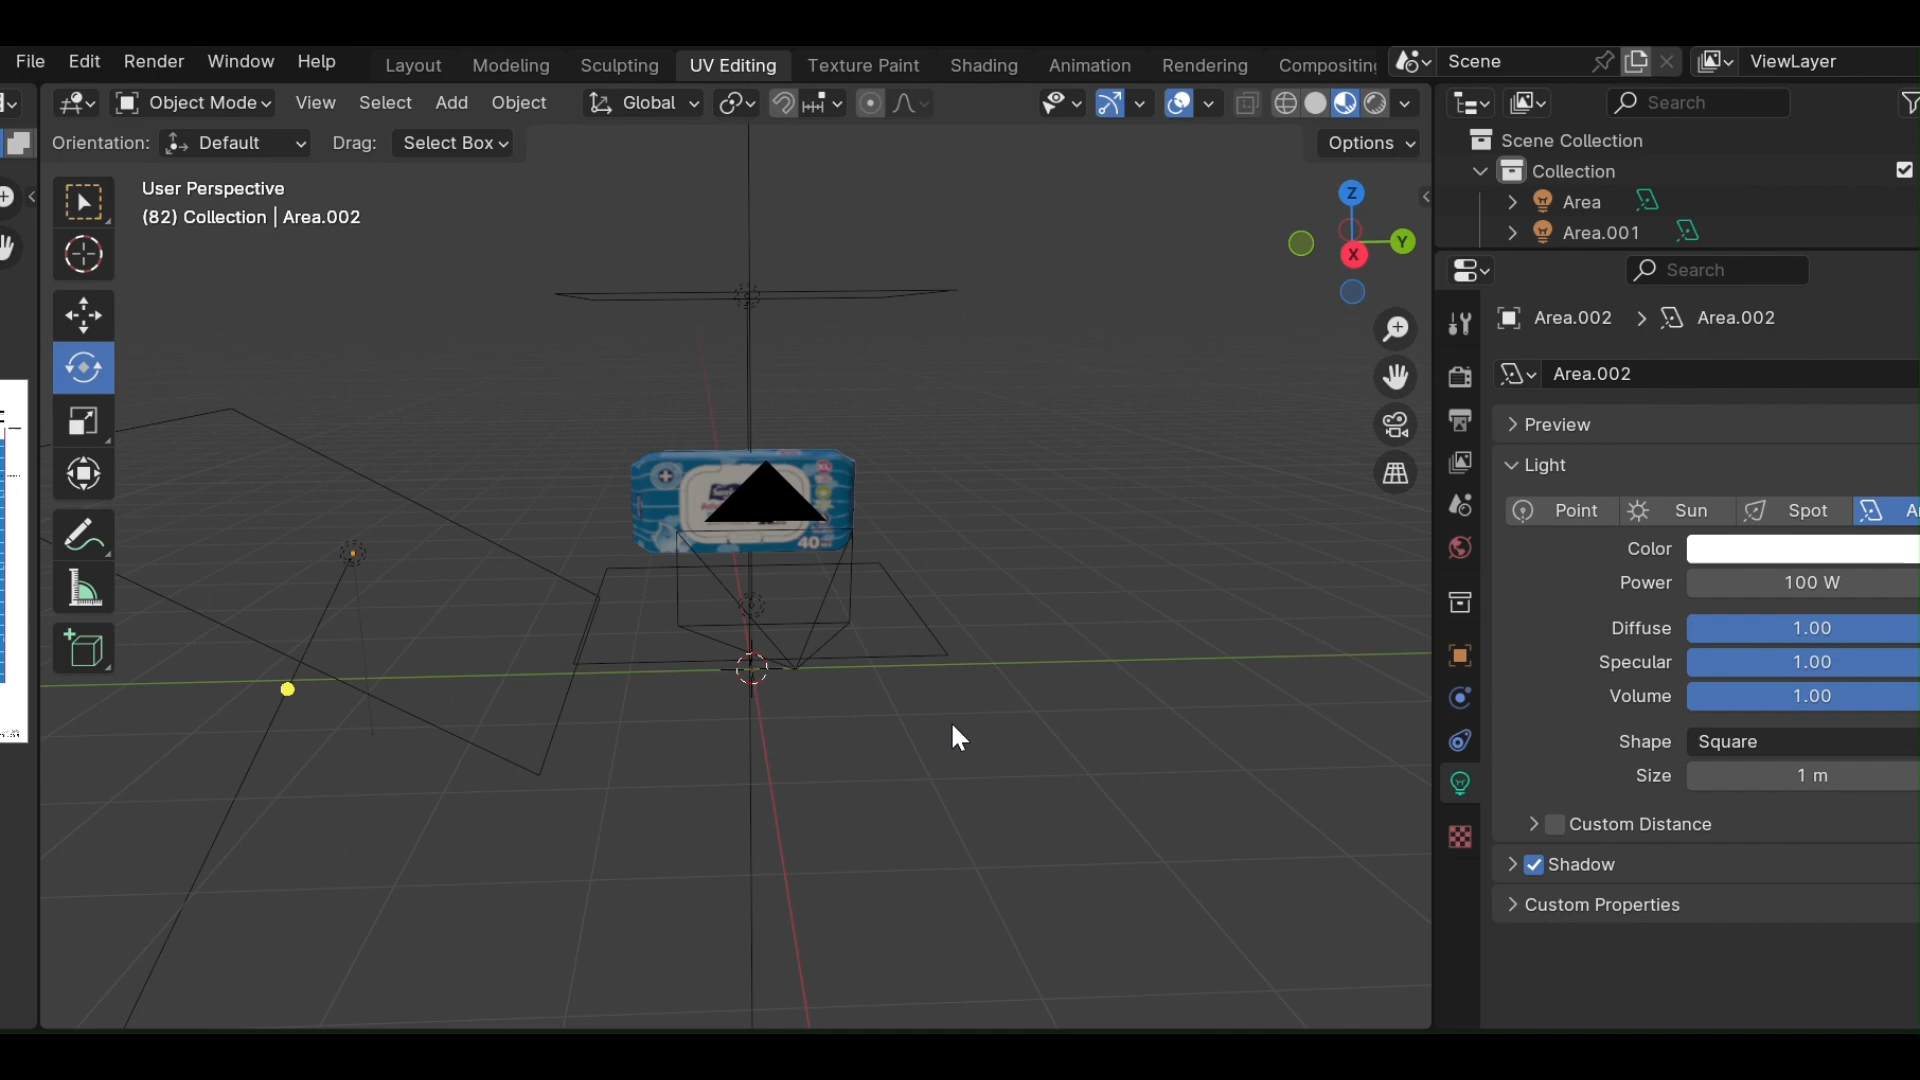 File Edit Render Window Help Layout Modeling Sculpting UV Editing Texture Paint Shading Animation Rendering Compositing Scene ViewLayer
Object Mode View Select Add Object Global Search
Orientation: Default Drag: Select Box Options
Scene Collection
Collection
Area
Area.001
User Perspective
(82) Collection | Area.002
Z
Y
X
40
Search
Area.002 > Area.002
Area.002
Preview
Light
Point Sun Spot
Color
Power 100 W
Diffuse 1.00
Specular 1.00
Volume 1.00
Shape Square
Size 1 m
Custom Distance
Shadow
Custom Properties